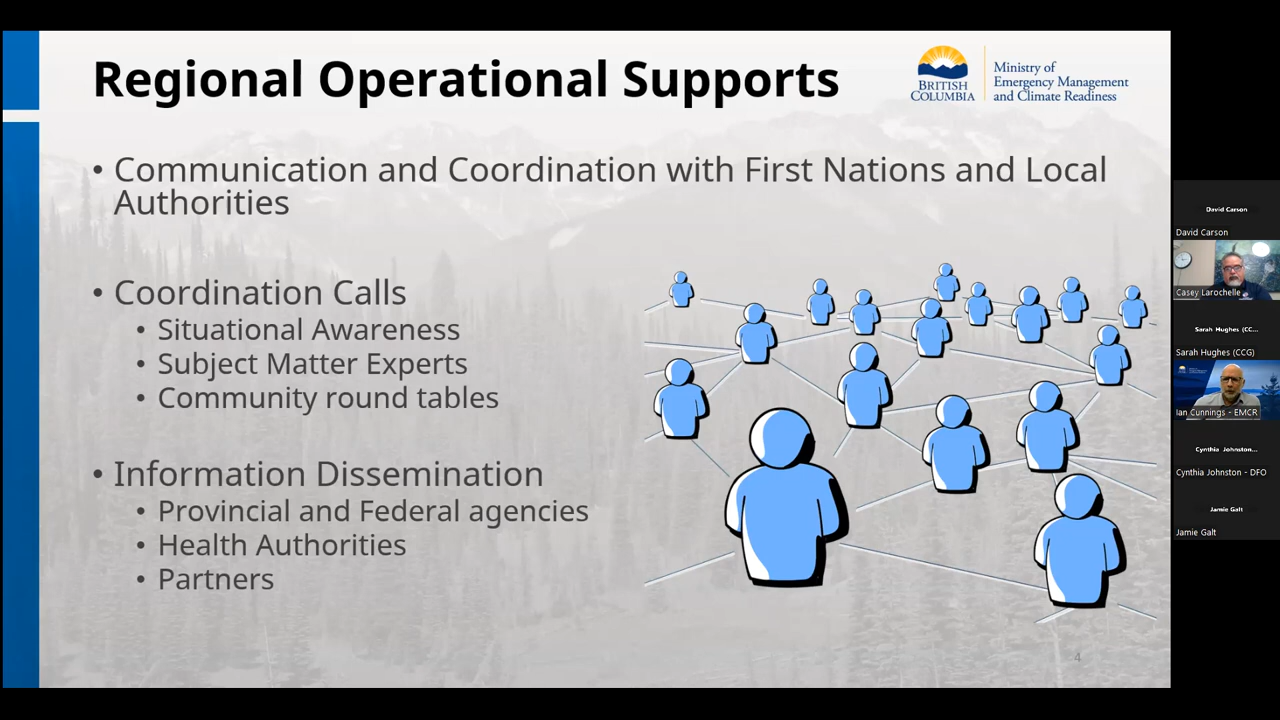 Regional Operational Supports
BRITISH
COLUMBIA
Ministry of
Emergency Management
and Climate Readiness
• Communication and Coordination with First Nations and Local
Authorities
• Coordination Calls
• Situational Awareness
• Subject Matter Experts
• Community round tables
• Information Dissemination
• Provincial and Federal agencies
• Health Authorities
• Partners
4
David Carson
David Carson
Casey Larochelle
Sarah Hughes (CC...
Sarah Hughes (CCG)
Ian Cunnings - EMCR
Cynthia Johnston...
Cynthia Johnston - DFO
Jamie Galt
Jamie Galt